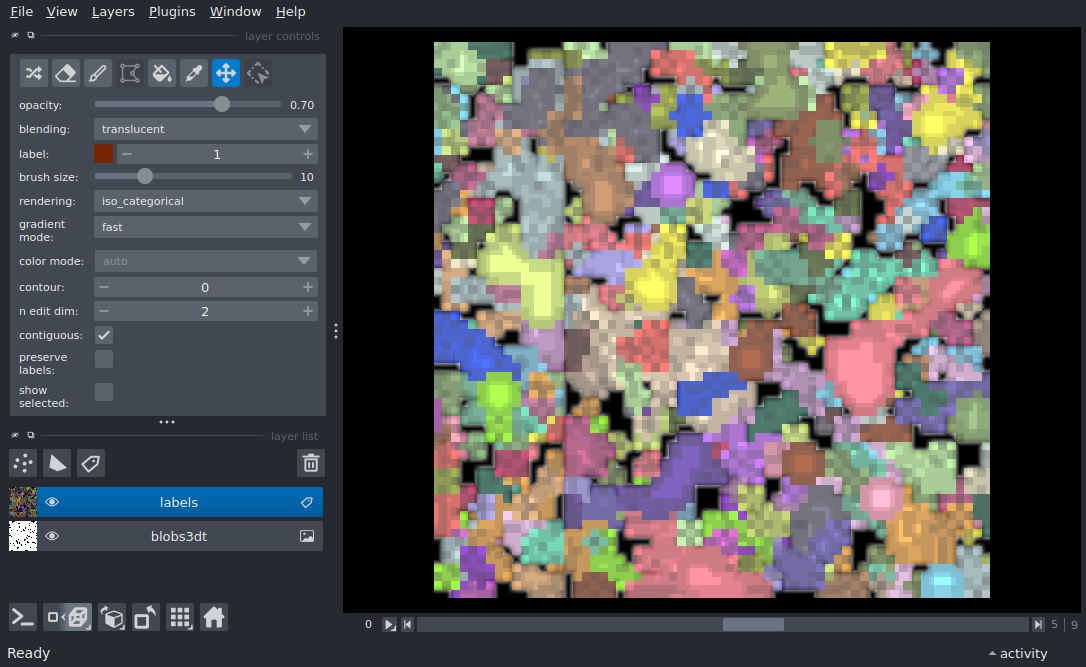 File View Layers Plugins Window Help
layer controls
opacity: 0.70
blending: translucent
label: 1
brush size: 10
rendering: iso_categorical
gradient
mode: fast
color mode: auto
contour: 0
n edit dim: 2
contiguous:
preserve
labels:
show
selected:
layer list
labels
blobs3dt
0 5 | 9
Ready activity